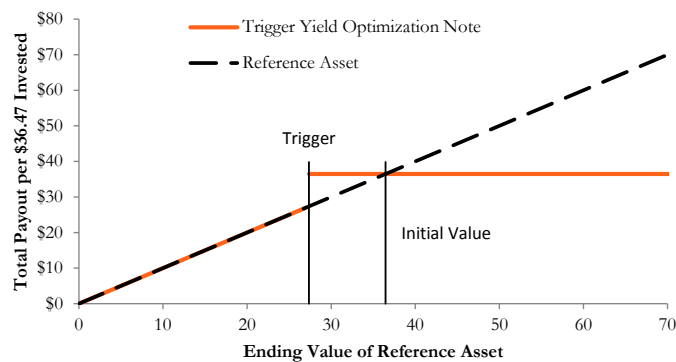 Trigger Yield Optimization Note
Reference Asset
Total Payout per $36.47 Invested
$80
$70
$60
$50
$40
$30
$20
$10
$0
Trigger
Initial Value
0
10
20
30
40
50
60
70
Ending Value of Reference Asset